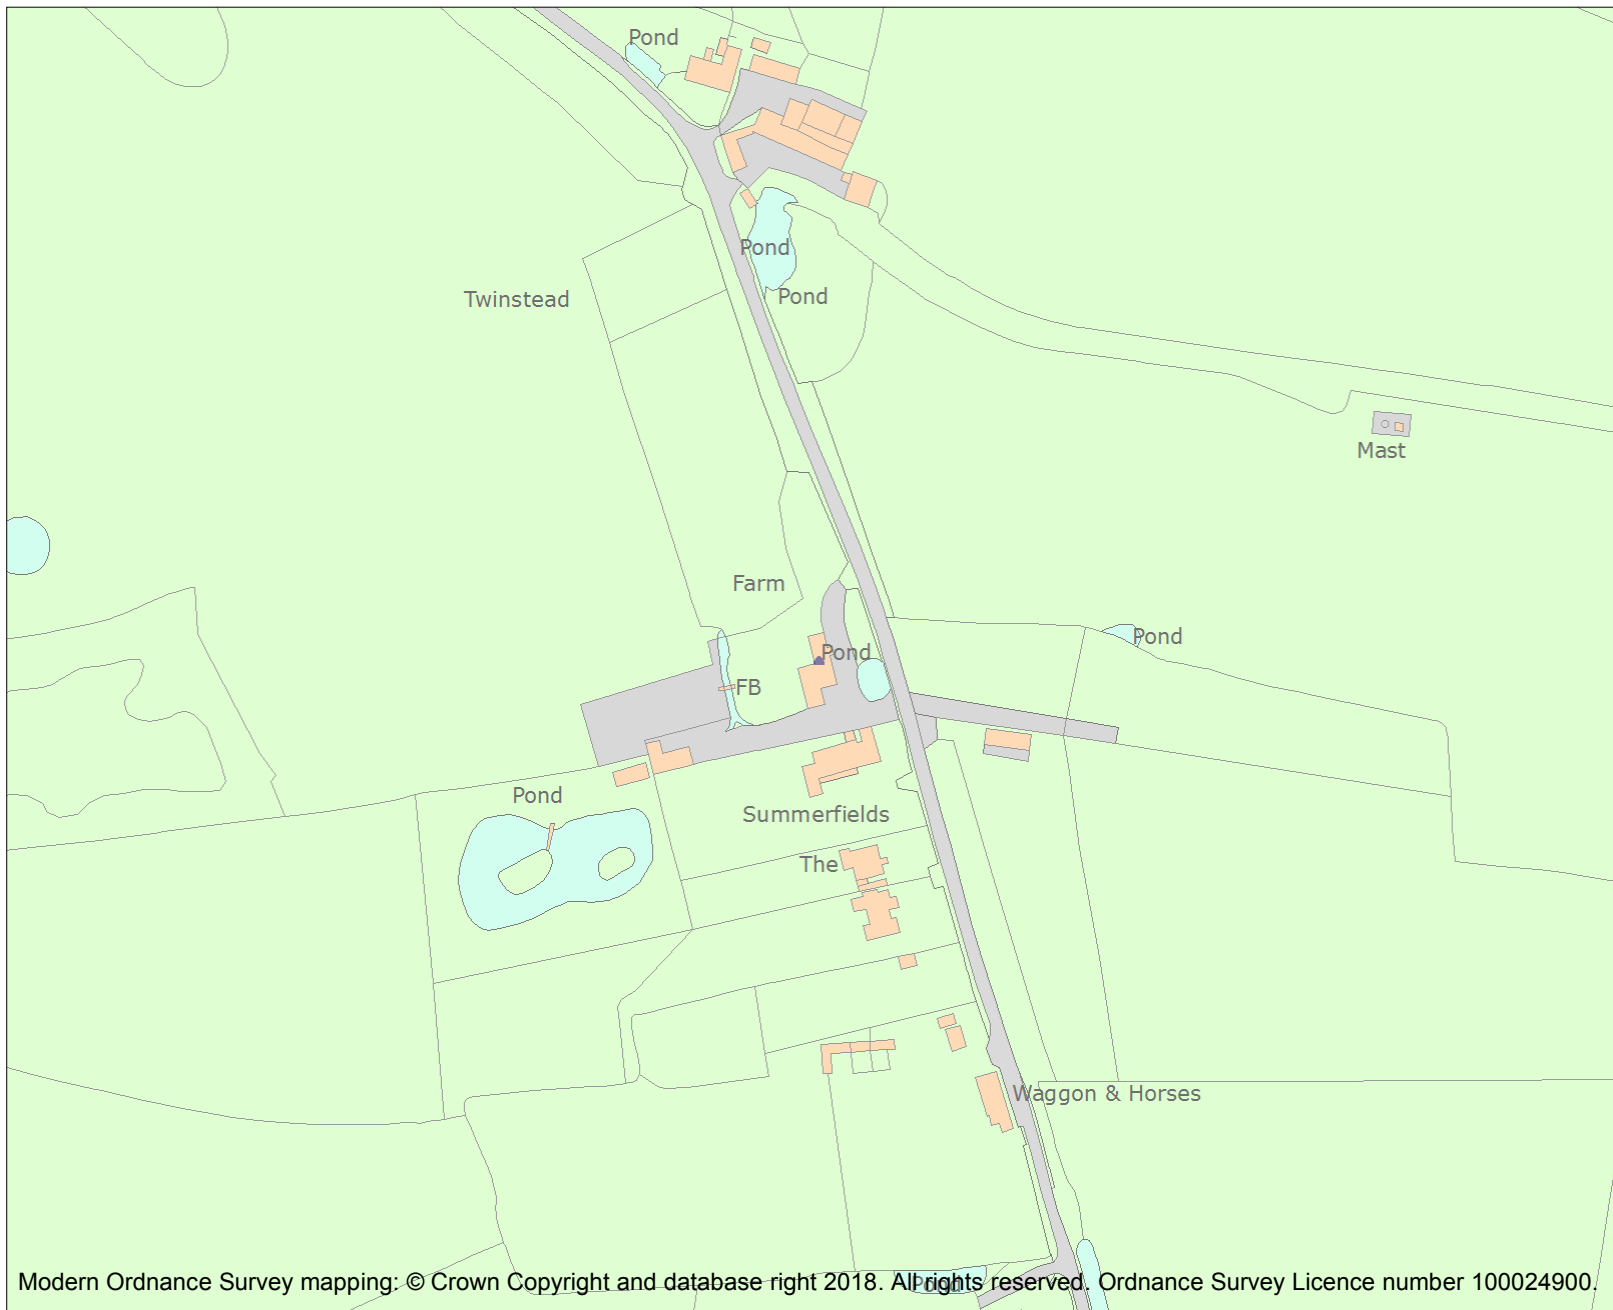 Pond
Pond
Pond
Twinstead
Mast
Farm
Pond
Pond
FB
Pond
Summerfields
The
Waggon & Horses
Pond
Modern Ordnance Survey mapping: © Crown Copyright and database right 2018. All rights reserved. Ordnance Survey Licence number 100024900.